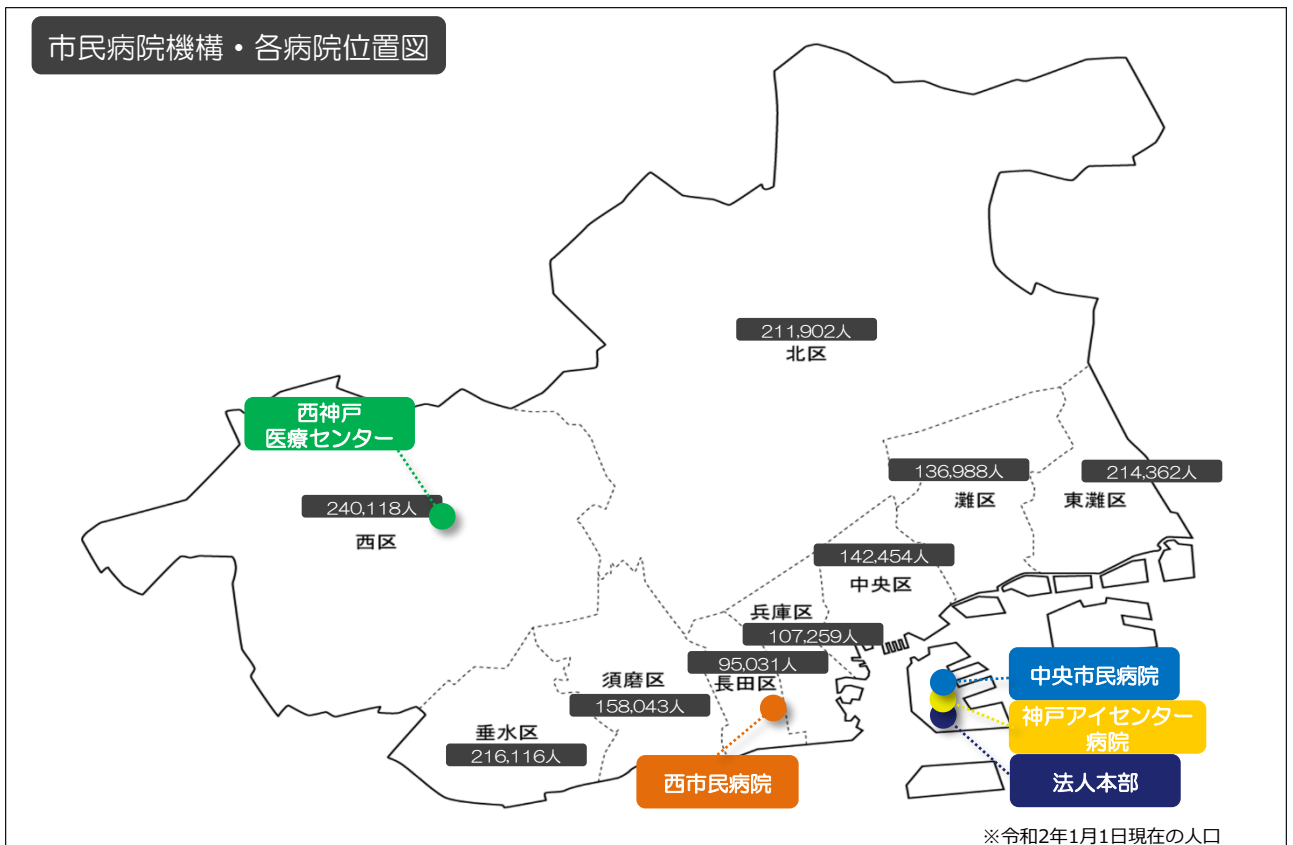 市民病院機構・各病院位置図
211,902人
北区
西神戸
医療センター
136,988人
灘区
214,362人
東灘区
240,118人
西区
142,454人
中央区
兵庫区
107,259人
95,031人
長田区
須磨区
158,043人
垂水区
216,116人
中央市民病院
神戸アイセンター
病院
西市民病院
法人本部
※令和2年1月1日現在の人口